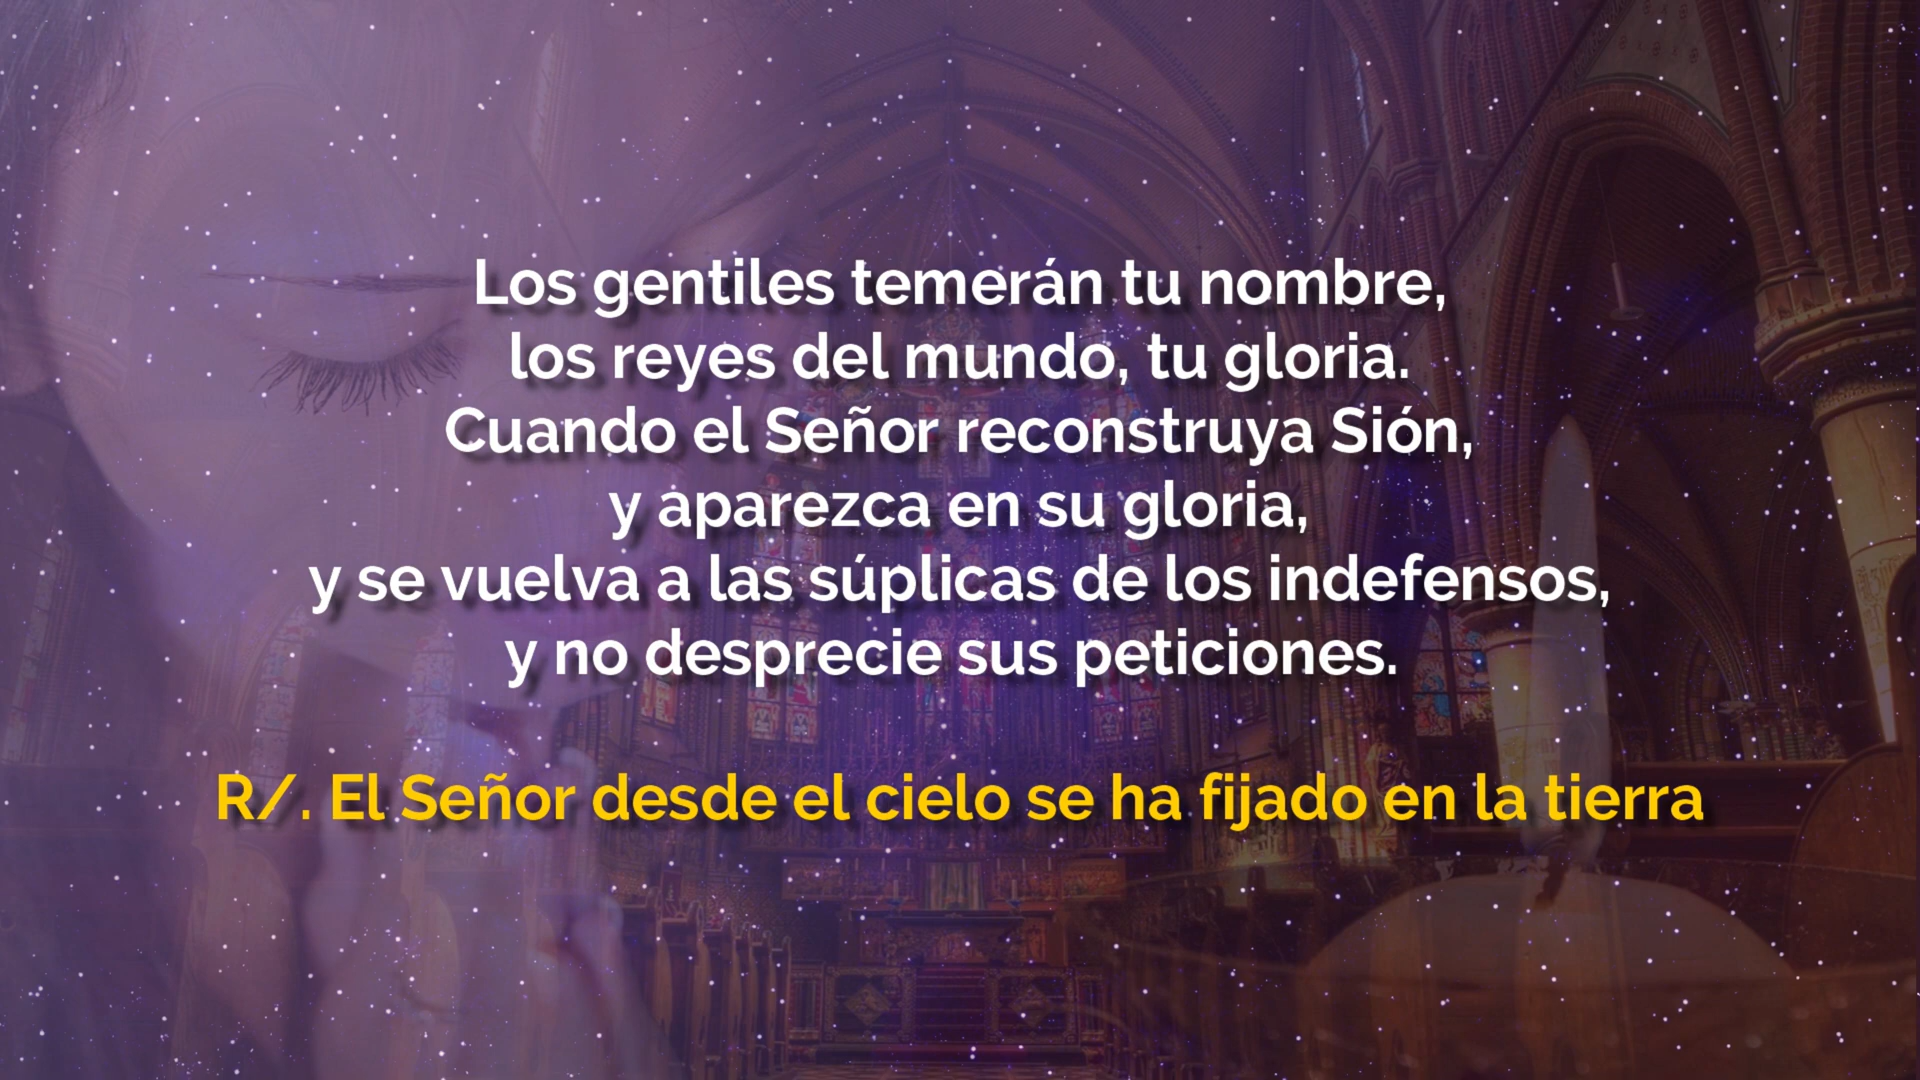 Los gentiles temerán tu nombre,
los reyes del mundo, tu gloria.
Cuando el Señor reconstruya Sión,
y aparezca en su gloria,
y se vuelva a las súplicas de los indefensos,
y no desprecie sus peticiones.
R/. El Señor desde el cielo se ha fijado en la tierra